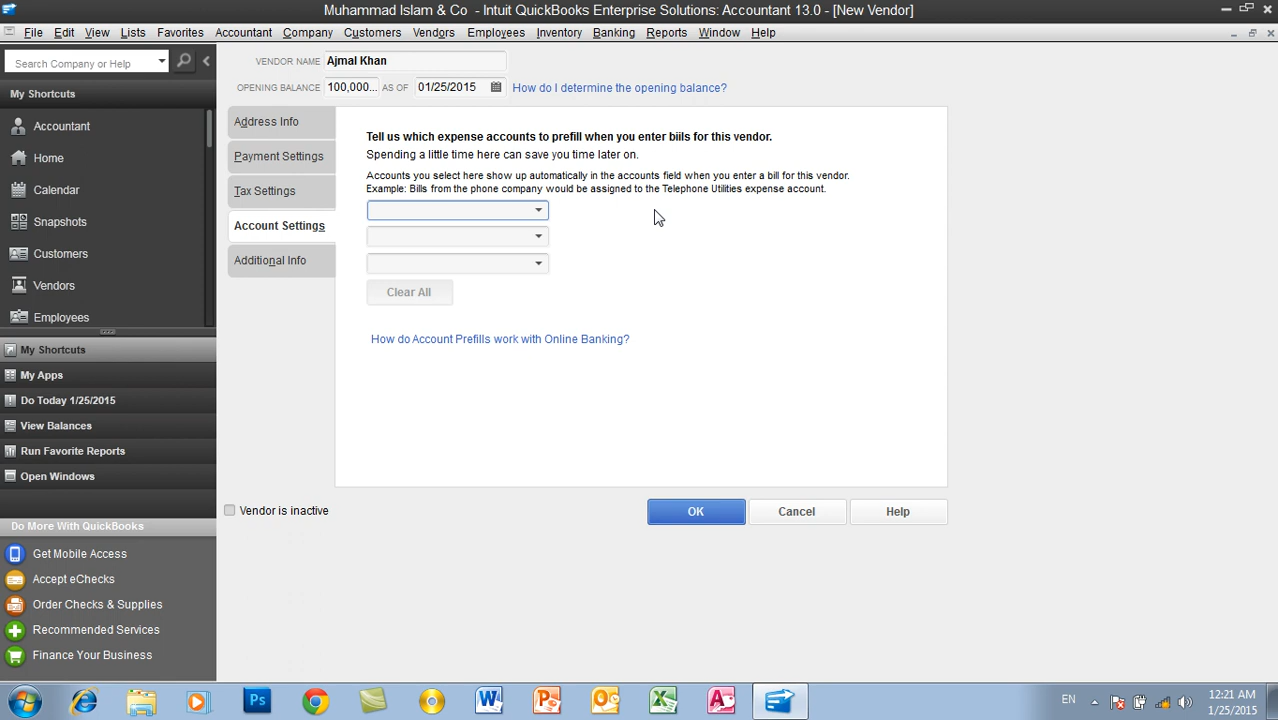 Muhammad Islam & Co - Intuit QuickBooks Enterprise Solutions: Accountant 13.0 - [New Vendor]
File Edit View Lists Favorites Accountant Company Customers Vendors Employees Inventory Banking Reports Window Help
Search Company or Help
My Shortcuts
Accountant
Home
Calendar
Snapshots
Customers
Vendors
Employees
My Shortcuts
My Apps
Do Today 1/25/2015
View Balances
Run Favorite Reports
Open Windows
Do More With QuickBooks
Get Mobile Access
Accept eChecks
Order Checks & Supplies
Recommended Services
Finance Your Business
VENDOR NAME Ajmal Khan
OPENING BALANCE 100,000... AS OF 01/25/2015 How do I determine the opening balance?
Address Info
Payment Settings
Tax Settings
Account Settings
Additional Info
Tell us which expense accounts to prefill when you enter bills for this vendor.
Spending a little time here can save you time later on.
Accounts you select here show up automatically in the accounts field when you enter a bill for this vendor.
Example: Bills from the phone company would be assigned to the Telephone Utilities expense account.
Clear All
How do Account Prefills work with Online Banking?
Vendor is inactive
OK Cancel Help
Ps
EN
12:21 AM
1/25/2015